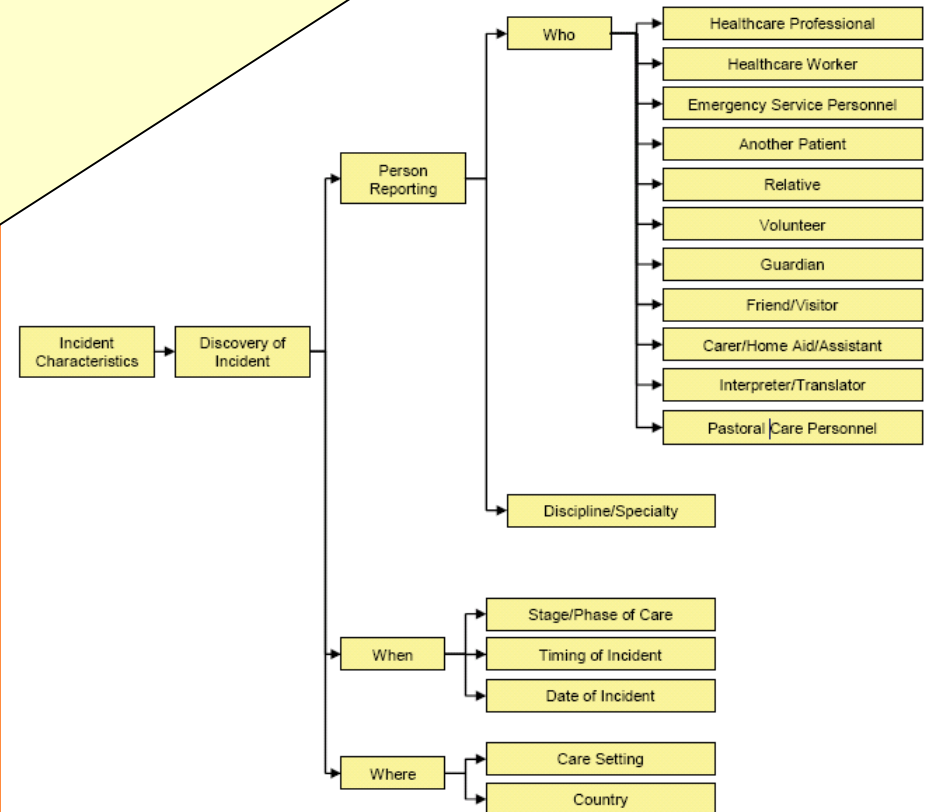 Incident
Characteristics
Discovery of
Incident
Person
Reporting
Who
Healthcare Professional
Healthcare Worker
Emergency Service Personnel
Another Patient
Relative
Volunteer
Guardian
Friend/Visitor
Carer/Home Aid/Assistant
Interpreter/Translator
Pastoral Care Personnel
Discipline/Specialty
When
Stage/Phase of Care
Timing of Incident
Date of Incident
Where
Care Setting
Country